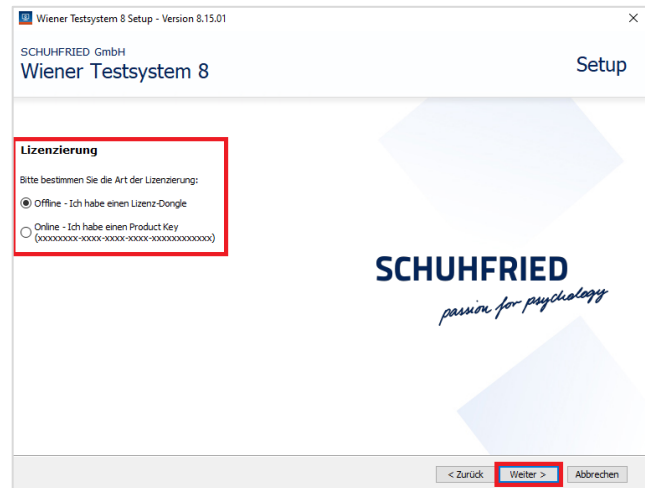 Wiener Testsystem 8 Setup - Version 8.15.01
SCHUHFRIED GmbH
Wiener Testsystem 8
Setup
Lizenzierung
Bitte bestimmen Sie die Art der Lizenzierung:
Offline - Ich habe einen Lizenz-Dongle
Online - Ich habe einen Product Key
(xxxxxxxx-xxxx-xxxx-xxxx-xxxxxxxxxxxx)
SCHUHFRIED
passion for psychology
< Zurück
Weiter >
Abbrechen